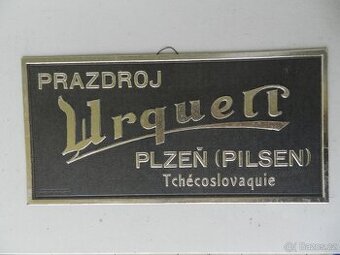 PRAZDROJ
Urquell
PLZEŇ (PILSEN)
Tchécoslovaquie